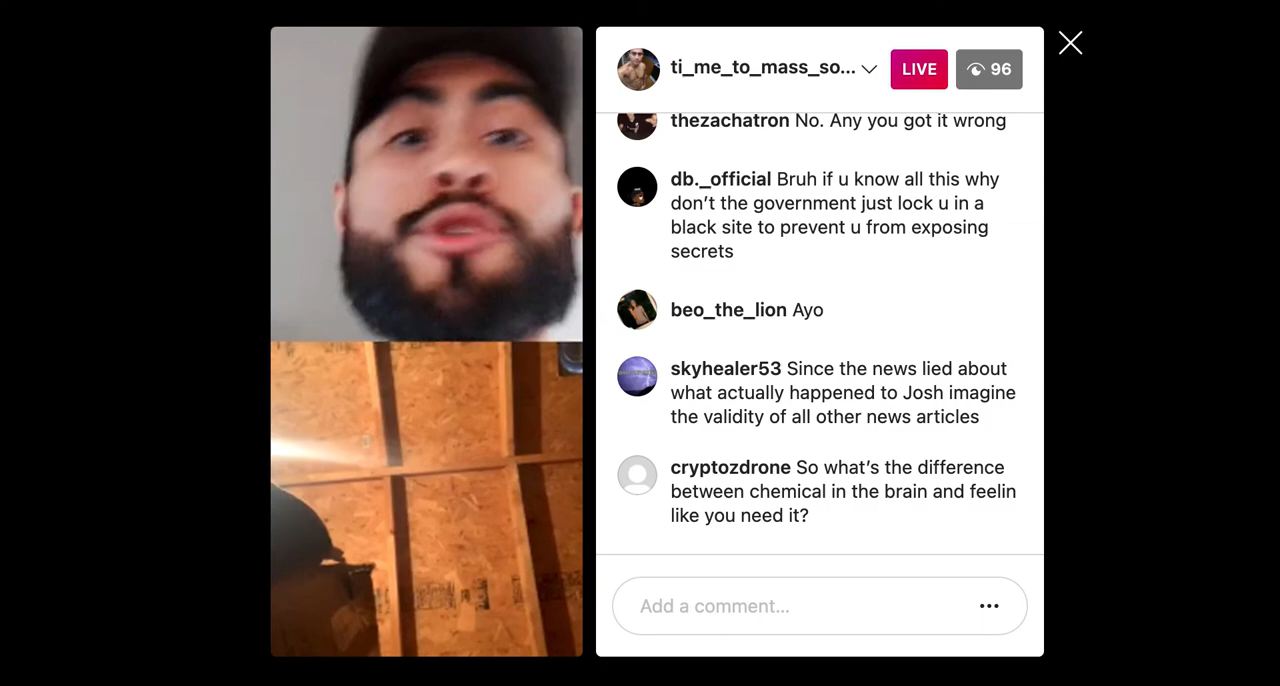 ti_me_to_mass_so...
LIVE
96
thezachatron No. Any you got it wrong
db._official Bruh if u know all this why
don't the government just lock u in a
black site to prevent u from exposing
secrets
beo_the_lion Ayo
skyhealer53 Since the news lied about
what actually happened to Josh imagine
the validity of all other news articles
cryptozdrone So what's the difference
between chemical in the brain and feelin
like you need it?
Add a comment...